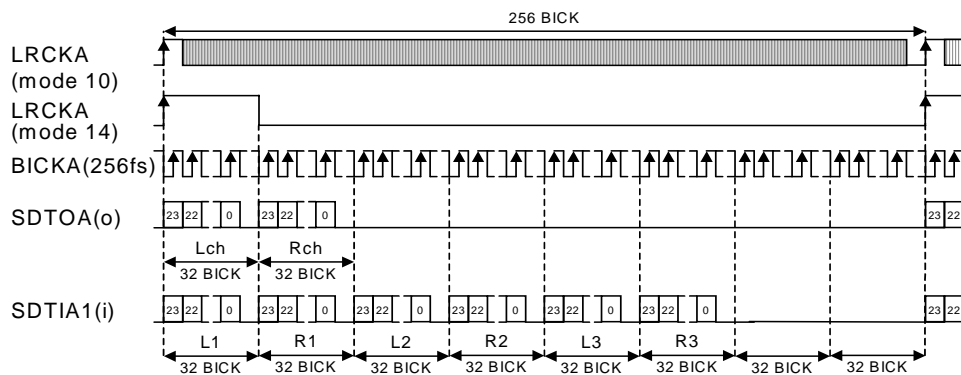 256 BICK
LRCKA
(mode 10)
LRCKA
(mode 14)
BICKA(256fs)
SDTOA(o) 23 22 0 23 22 0 23 22
Lch Rch
32 BICK 32 BICK
SDTIA1(i) 23 22 0 23 22 0 23 22 0 23 22 0 23 22 0 23 22 0 23 22
L1 R1 L2 R2 L3 R3
32 BICK 32 BICK 32 BICK 32 BICK 32 BICK 32 BICK 32 BICK 32 BICK